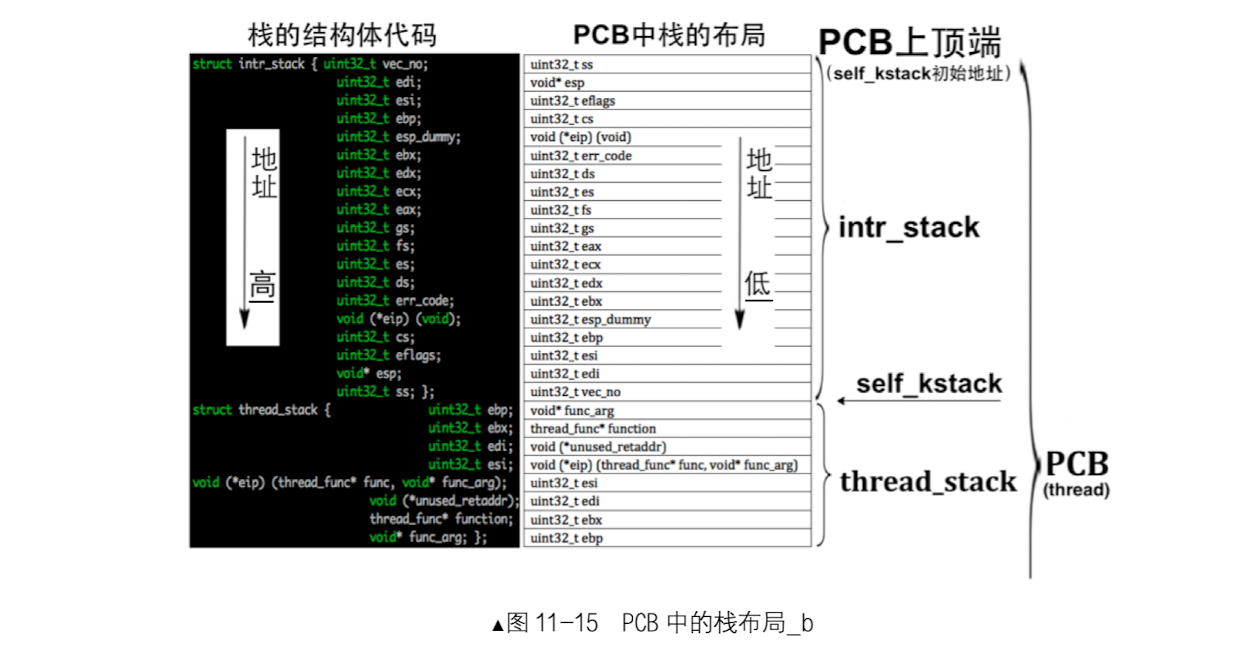 栈的结构体代码
struct intr_stack { uint32_t vec_no;
uint32_t edi;
uint32_t esi;
uint32_t ebp;
uint32_t esp_dummy;
uint32_t ebx;
uint32_t edx;
uint32_t ecx;
uint32_t eax;
uint32_t gs;
uint32_t fs;
uint32_t es;
uint32_t ds;
uint32_t err_code;
void (*eip) (void);
uint32_t cs;
uint32_t eflags;
void* esp;
uint32_t ss; };
struct thread_stack { uint32_t ebp;
uint32_t ebx;
uint32_t edi;
uint32_t esi;
void (*eip) (thread_func* func, void* func_arg);
void (*unused_retaddr);
thread_func* function;
void* func_arg; };
地
址
高
PCB中栈的布局
uint32_t ss
void* esp
uint32_t eflags
uint32_t cs
void (*eip) (void)
uint32_t err_code
uint32_t ds
uint32_t es
uint32_t fs
uint32_t gs
uint32_t eax
uint32_t ecx
uint32_t edx
uint32_t ebx
uint32_t esp_dummy
uint32_t ebp
uint32_t esi
uint32_t edi
uint32_t vec_no
void* func_arg
thread_func* function
void (*unused_retaddr)
void (*eip) (thread_func* func, void* func_arg)
uint32_t esi
uint32_t edi
uint32_t ebx
uint32_t ebp
地
址
低
PCB上顶端
(self_kstack初始地址)
intr_stack
self_kstack
thread_stack
PCB
(thread)
▲图 11-15 PCB 中的栈布局_b